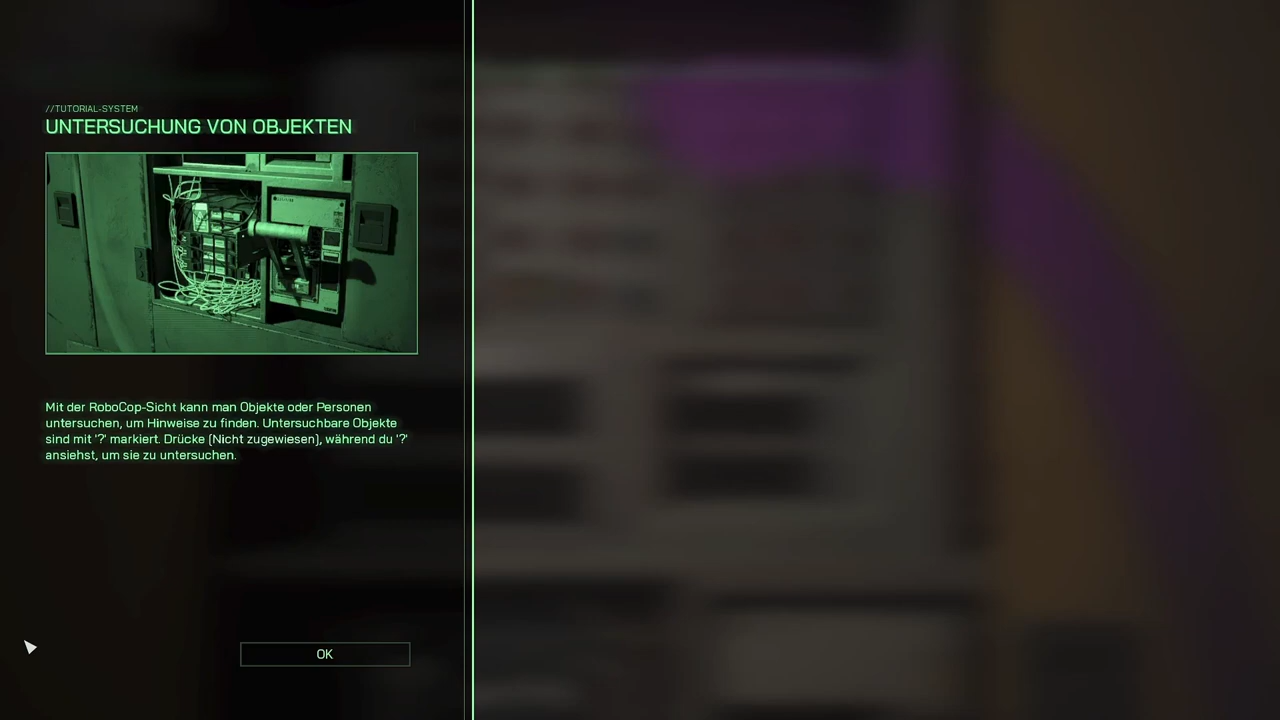 //TUTORIAL-SYSTEM
UNTERSUCHUNG VON OBJEKTEN
Mit der RoboCop-Sicht kann man Objekte oder Personen
untersuchen, um Hinweise zu finden. Untersuchbare Objekte
sind mit '?' markiert. Drücke (Nicht zugewiesen), während du '?'
ansiehst, um sie zu untersuchen.
OK